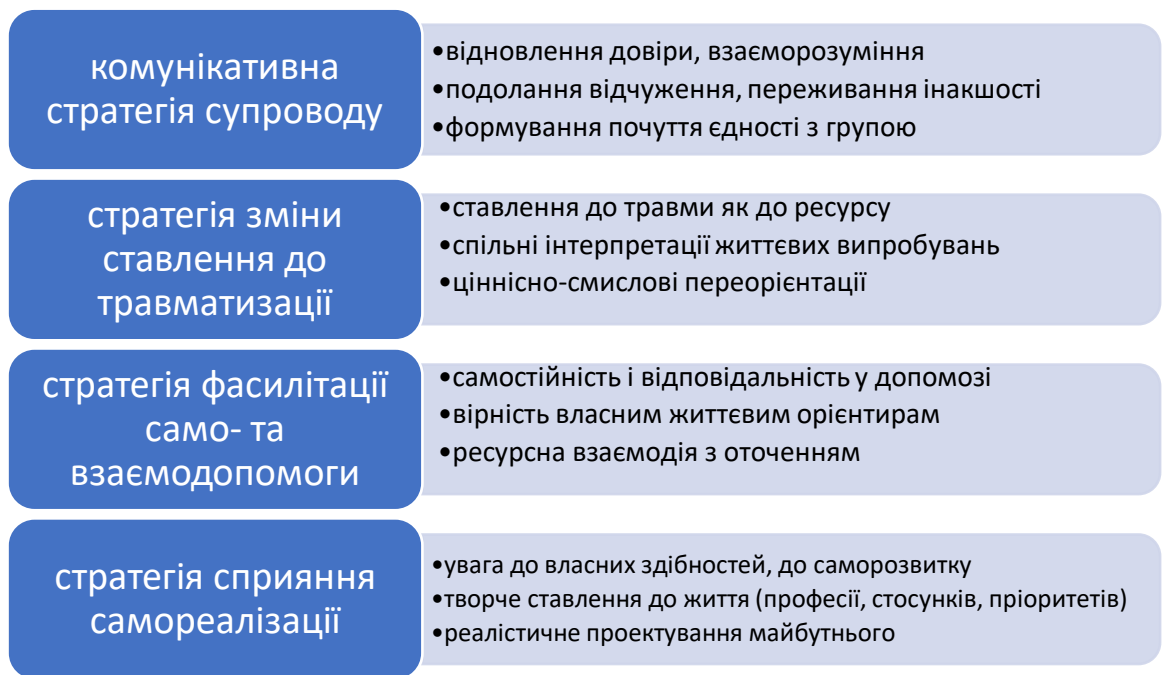 комунікативна
стратегія супроводу
•відновлення довіри, взаєморозуміння
•подолання відчуження, переживання інакшості
•формування почуття єдності з групою
стратегія зміни
ставлення до
травматизації
•ставлення до травми як до ресурсу
•спільні інтерпретації життєвих випробувань
•ціннісно-смислові переорієнтації
стратегія фасилітації
само- та
взаємодопомоги
•самостійність і відповідальність у допомозі
•вірність власним життєвим орієнтирам
•ресурсна взаємодія з оточенням
стратегія сприяння
самореалізації
•увага до власних здібностей, до саморозвитку
•творче ставлення до життя (професії, стосунків, пріоритетів)
•реалістичне проектування майбутнього